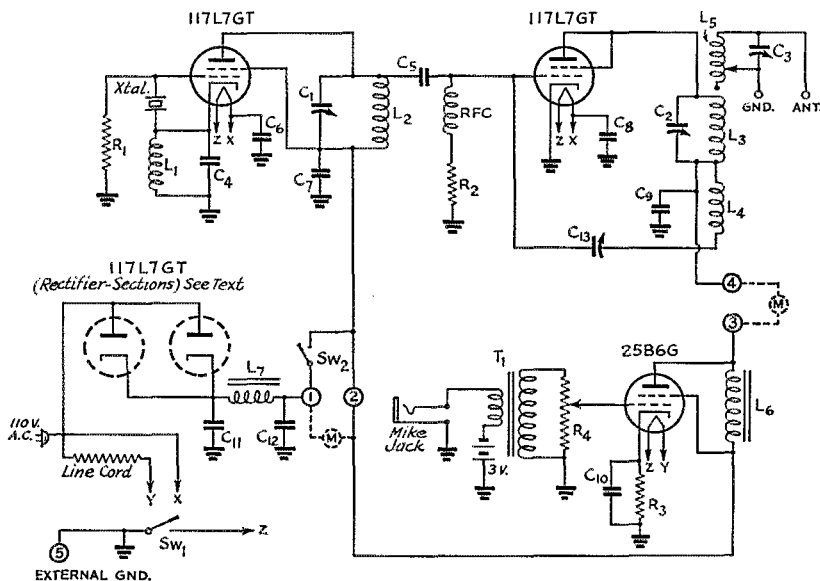 117L7GT
117L7GT
L5
C3
C5
Xtal.
C1
L2
RFC
C2
L3
GND.
ANT.
Z
X
C6
Z
X
C8
R1
L1
C4
C7
R2
C9
L4
C13
117L7GT
(Rectifier-Sections) See Text
4
M
3
L7
Sw2
T1
25B6G
1
2
L6
110 V.
A.C.
C11
C12
M
Mike
Jack
R4
3 v.
Z
Y
C10
R3
Line Cord
Y
X
Z
Sw1
5
EXTERNAL GND.